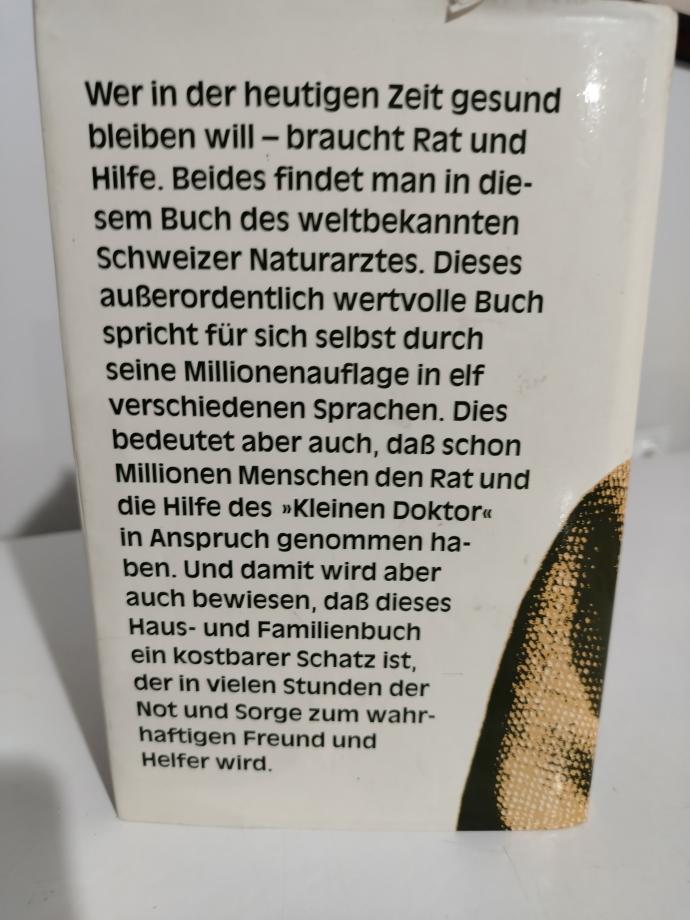 Wer in der heutigen Zeit gesund
bleiben will – braucht Rat und
Hilfe. Beides findet man in die-
sem Buch des weltbekannten
Schweizer Naturarztes. Dieses
außerordentlich wertvolle Buch
spricht für sich selbst durch
seine Millionenauflage in elf
verschiedenen Sprachen. Dies
bedeutet aber auch, daß schon
Millionen Menschen den Rat und
die Hilfe des »Kleinen Doktor«
in Anspruch genommen ha-
ben. Und damit wird aber
auch bewiesen, daß dieses
Haus- und Familienbuch
ein kostbarer Schatz ist,
der in vielen Stunden der
Not und Sorge zum wahr-
haftigen Freund und
Helfer wird.